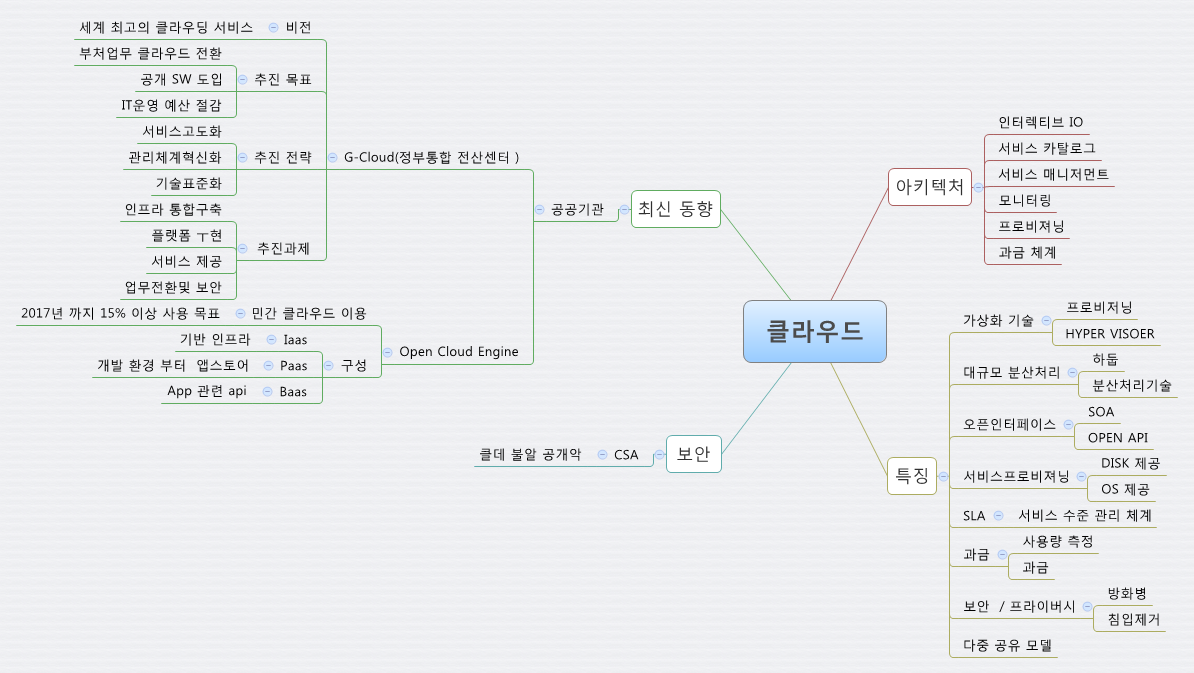 클라우드
아키텍처
인터렉티브 IO
서비스 카탈로그
서비스 매니저먼트
모니터링
프로비져닝
과금 체계
특징
가상화 기술
프로비저닝
HYPER VISOER
대규모 분산처리
하둡
분산처리기술
오픈인터페이스
SOA
OPEN API
서비스프로비져닝
DISK 제공
OS 제공
SLA
서비스 수준 관리 체계
과금
사용량 측정
과금
보안 / 프라이버시
방화병
침입제거
다중 공유 모델
최신 동향
공공기관
G-Cloud(정부통합 전산센터 )
비전
세계 최고의 클라우딩 서비스
추진 목표
부처업무 클라우드 전환
공개 SW 도입
IT운영 예산 절감
추진 전략
서비스고도화
관리체계혁신화
기술표준화
추진과제
인프라 통합구축
플랫폼 ㅜ현
서비스 제공
업무전환및 보안
Open Cloud Engine
민간 클라우드 이용
2017년 까지 15% 이상 사용 목표
구성
Iaas
기반 인프라
Paas
개발 환경 부터 앱스토어
Baas
App 관련 api
보안
CSA
클데 불알 공개악